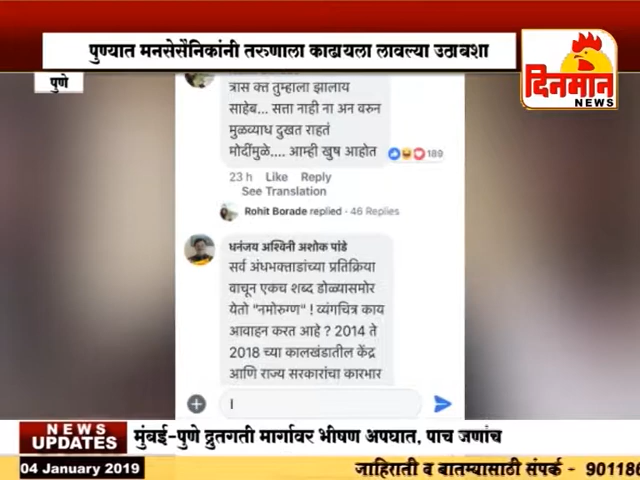 पुण्यात मनसेसैनिकांनी तरुणाला काढायला लावल्या उठाबशा
दिनमान
NEWS
पुणे
त्रास क्त तुम्हाला झालाय
साहेब... सत्ता नाही ना अन वरुन
मुळव्याध दुखत राहतं
मोदींमुळे.... आम्ही खुष आहोत
189
23 h Like Reply
See Translation
Rohit Borade replied · 46 Replies
धनंजय अश्विनी अशोक पांडे
सर्व अंधभक्ताडांच्या प्रतिक्रिया
वाचून एकच शब्द डोळ्यासमोर
येतो "नमोरुग्ण" ! व्यंगचित्र काय
आवाहन करत आहे ? 2014 ते
2018 च्या कालखंडातील केंद्र
आणि राज्य सरकारांचा कारभार
NEWS
UPDATES
मुंबई-पुणे द्रुतगती मार्गावर भीषण अपघात, पाच जणांच
04 January 2019
जाहिराती व बातम्यासाठी संपर्क - 901186